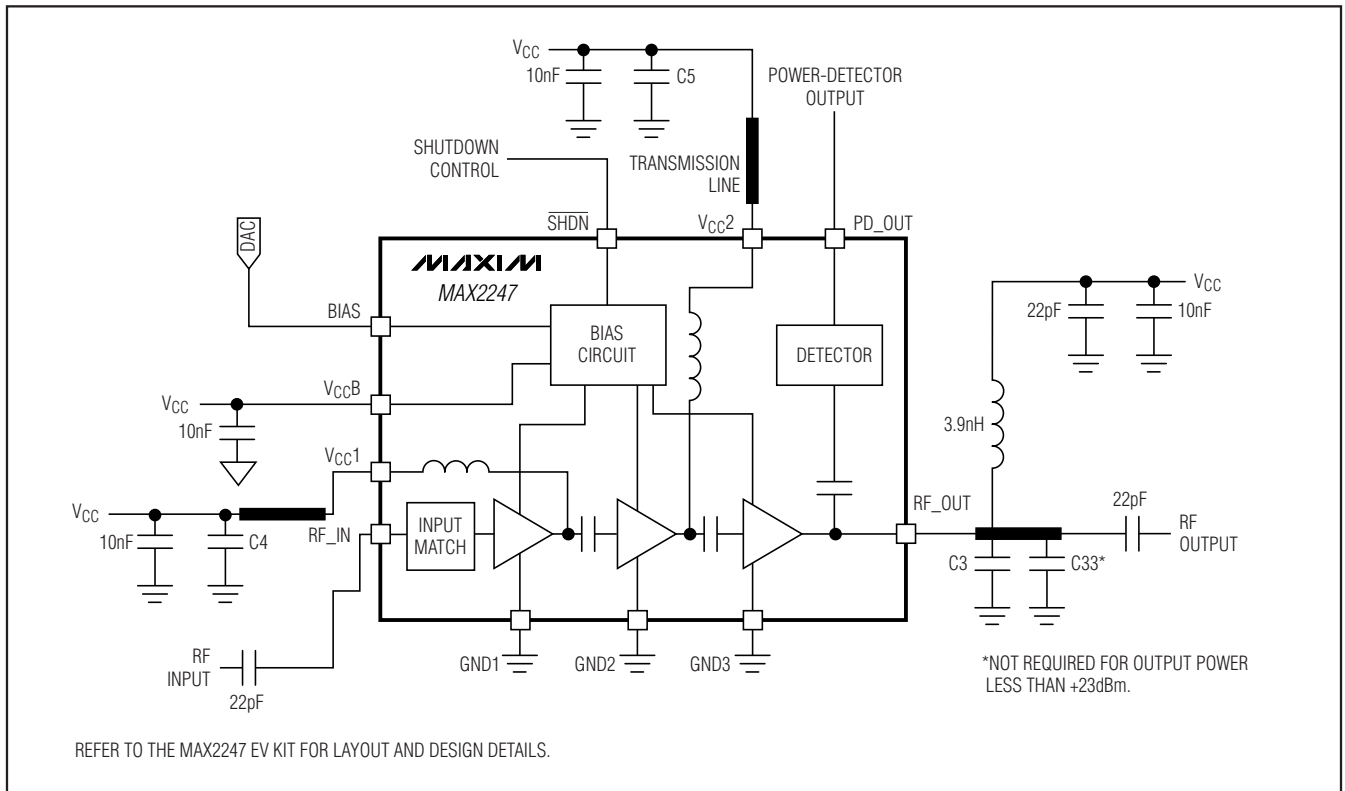 VCC
10nF
C5
POWER-DETECTOR
OUTPUT
SHUTDOWN
CONTROL
TRANSMISSION
LINE
DAC
SHDN
VCC2
PD_OUT
MAXIM
MAX2247
BIAS
BIAS
CIRCUIT
DETECTOR
VCC
22pF
10nF
VCC
VCCB
10nF
3.9nH
VCC1
VCC
10nF
C4
RF_IN
INPUT
MATCH
RF_OUT
22pF
RF
OUTPUT
C3
C33*
RF
INPUT
22pF
GND1
GND2
GND3
*NOT REQUIRED FOR OUTPUT POWER
LESS THAN +23dBm.
REFER TO THE MAX2247 EV KIT FOR LAYOUT AND DESIGN DETAILS.